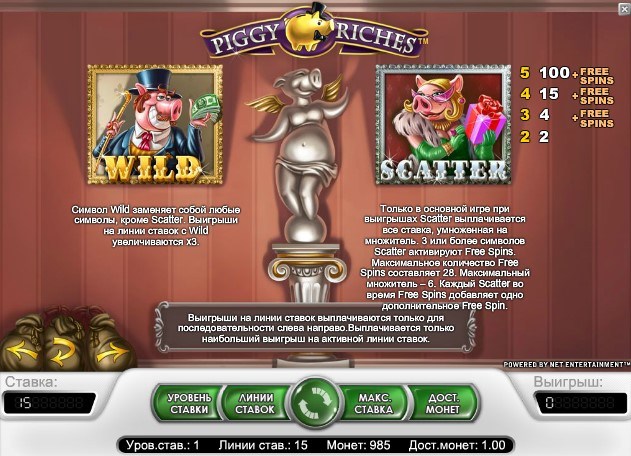 PIGGY RICHES™
WILD
SCATTER
5 100 +FREE SPINS
4 15 +FREE SPINS
3 4 +FREE SPINS
2 2
Символ Wild заменяет собой любые
символы, кроме Scatter. Выигрыши
на линии ставок с Wild
увеличиваются x3.
Только в основной игре при
выигрышах Scatter выплачивается
все ставка, умноженная на
множитель. 3 или более символов
Scatter активируют Free Spins.
Максимальное количество Free
Spins составляет 28. Максимальный
множитель – 6. Каждый Scatter во
время Free Spins добавляет одно
дополнительное Free Spin.
Выигрыши на линии ставок выплачиваются только для
последовательности слева направо.Выплачивается только
наибольший выигрыш на активной линии ставок.
POWERED BY NET ENTERTAINMENT™
Ставка:
15
УРОВЕНЬ СТАВКИ
ЛИНИИ СТАВОК
МАКС. СТАВКА
ДОСТ. МОНЕТ
Выигрыш:
0
Уров.став.: 1 Линии став.: 15 Монет: 985 Дост.монет: 1.00